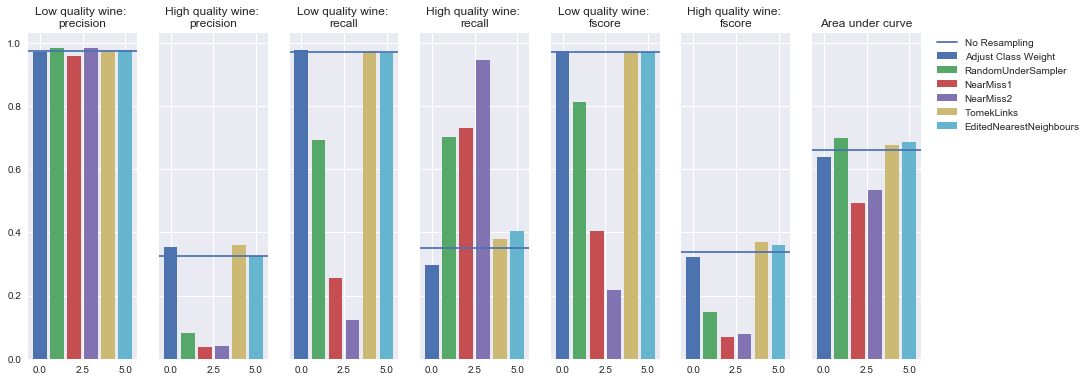 Low quality wine:
precision
High quality wine:
precision
Low quality wine:
recall
High quality wine:
recall
Low quality wine:
fscore
High quality wine:
fscore
Area under curve
1.0
0.8
0.6
0.4
0.2
0.0
0.0 2.5 5.0
0.0 2.5 5.0
0.0 2.5 5.0
0.0 2.5 5.0
0.0 2.5 5.0
0.0 2.5 5.0
0.0 2.5 5.0
No Resampling
Adjust Class Weight
RandomUnderSampler
NearMiss1
NearMiss2
TomekLinks
EditedNearestNeighbours